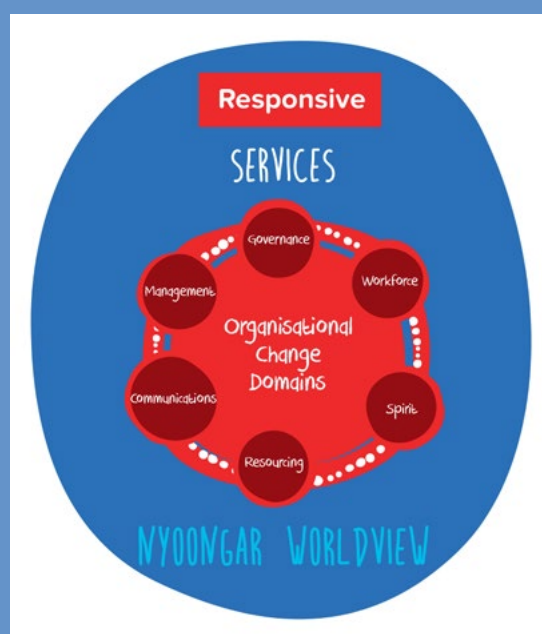 Responsive
SERVICES
Governance
Workforce
Management
Organisational
Change
Domains
Communications
Spirit
Resourcing
NYOONGAR WORLDVIEW